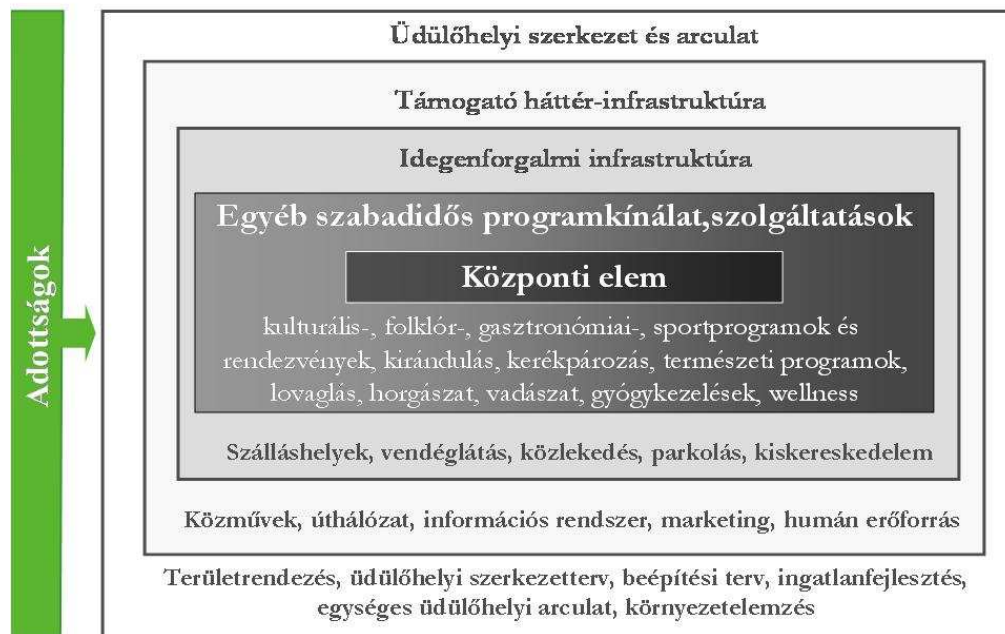 Adottságok
Üdülőhelyi szerkezet és arculat
Támogató háttér-infrastruktúra
Idegenforgalmi infrastruktúra
Egyéb szabadidős programkínálat,szolgáltatások
Központi elem
kulturális-, folklór-, gasztronómiai-, sportprogramok és
rendezvények, kirándulás, kerékpározás, természeti programok,
lovaglás, horgászat, vadászat, gyógykezelések, wellness
Szálláshelyek, vendéglátás, közlekedés, parkolás, kiskereskedelem
Közművek, úthálózat, információs rendszer, marketing, humán erőforrás
Területrendezés, üdülőhelyi szerkezetterv, beépítési terv, ingatlanfejlesztés,
egységes üdülőhelyi arculat, környezetelemzés